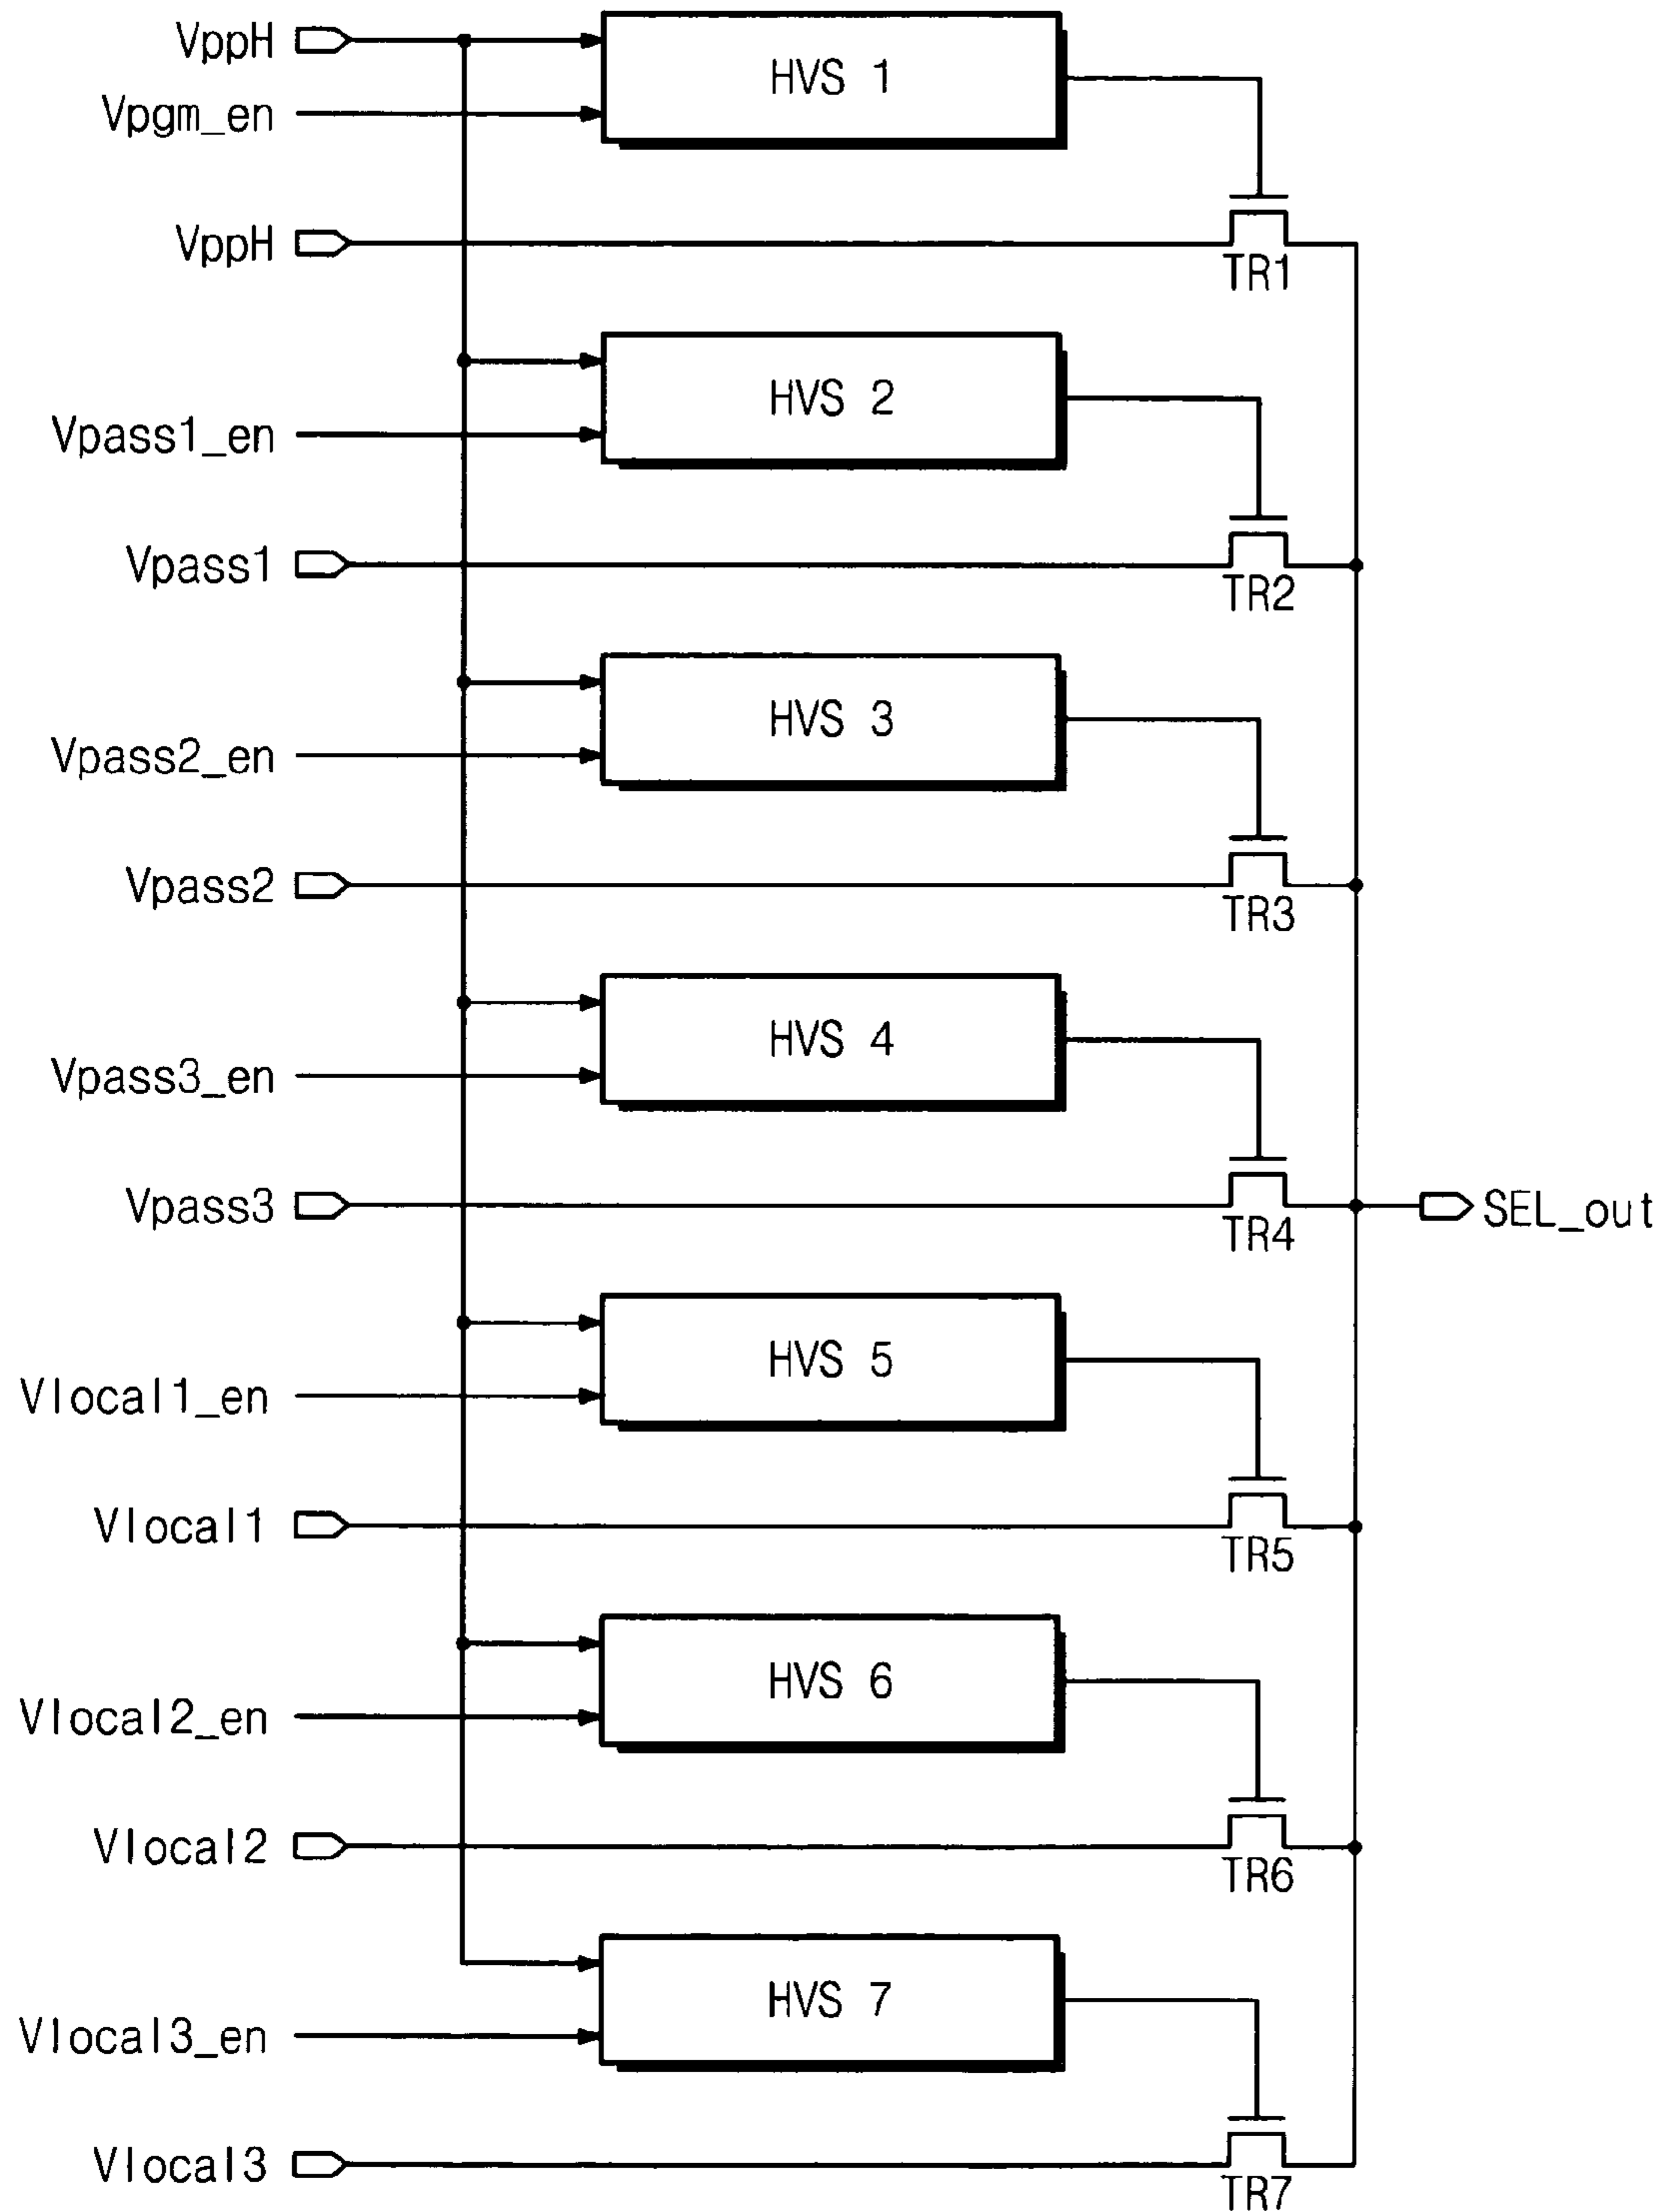 VppH
HVS 1
Vpgm_en
VppH
TR1
HVS 2
Vpass1_en
Vpass1
TR2
HVS 3
Vpass2_en
Vpass2
TR3
HVS 4
Vpass3_en
Vpass3
SEL_out
TR4
HVS 5
Vlocal1_en
Vlocal1
TR5
HVS 6
Vlocal2_en
Vlocal2
TR6
HVS 7
Vlocal3_en
Vlocal3
TR7